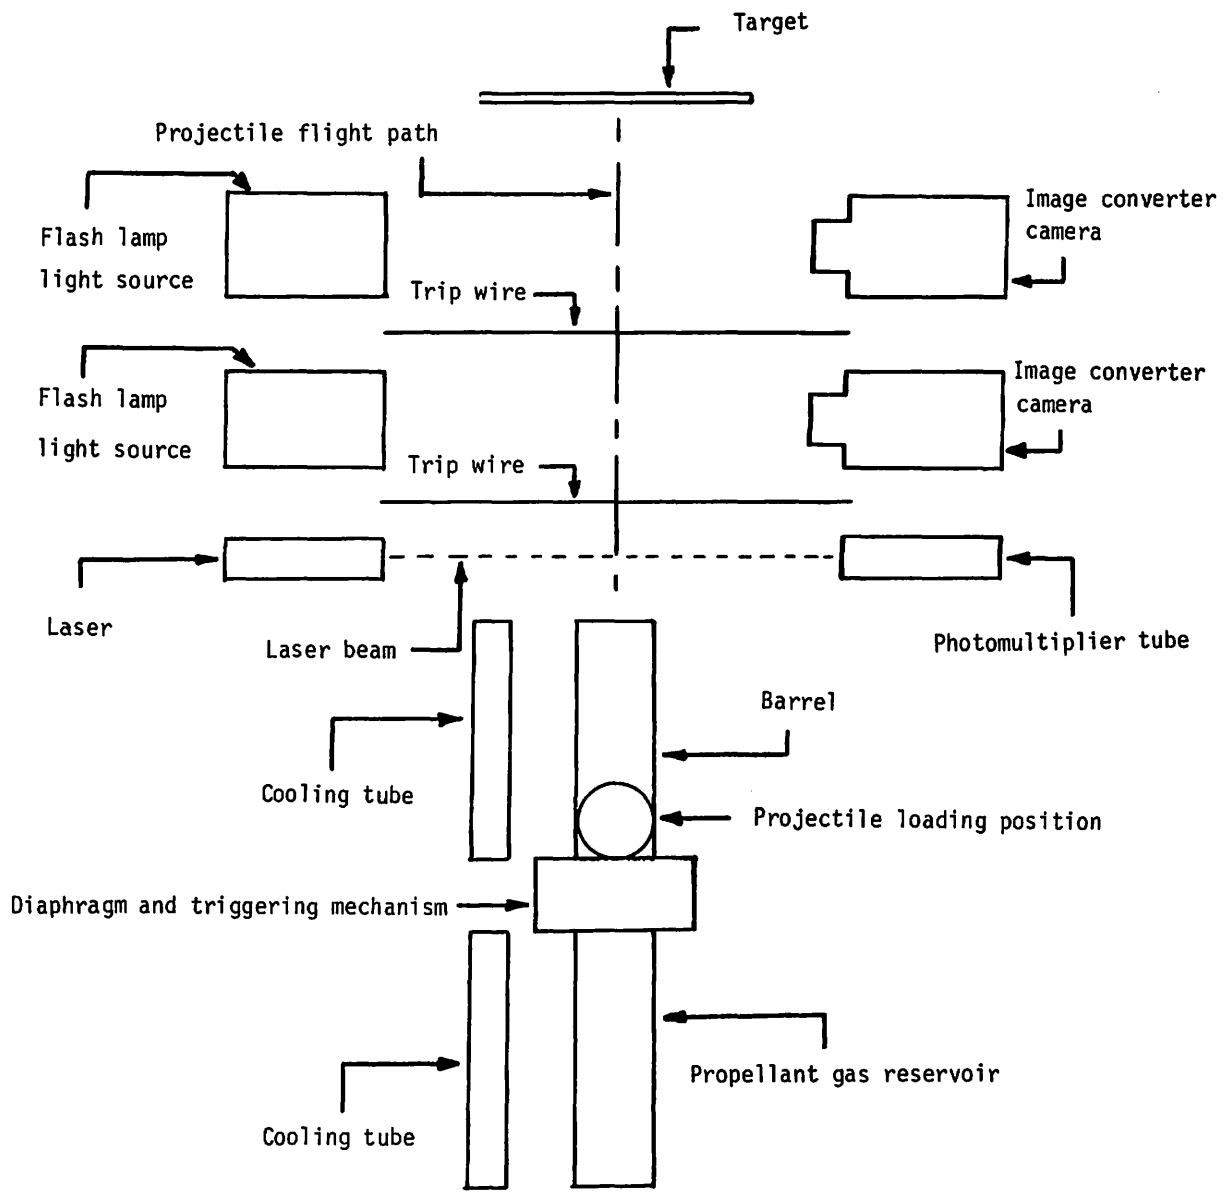 Target
Projectile flight path
Flash lamp
light source
Image converter
camera
Trip wire
Flash lamp
light source
Image converter
camera
Trip wire
Laser
Laser beam
Photomultiplier tube
Barrel
Cooling tube
Projectile loading position
Diaphragm and triggering mechanism
Propellant gas reservoir
Cooling tube